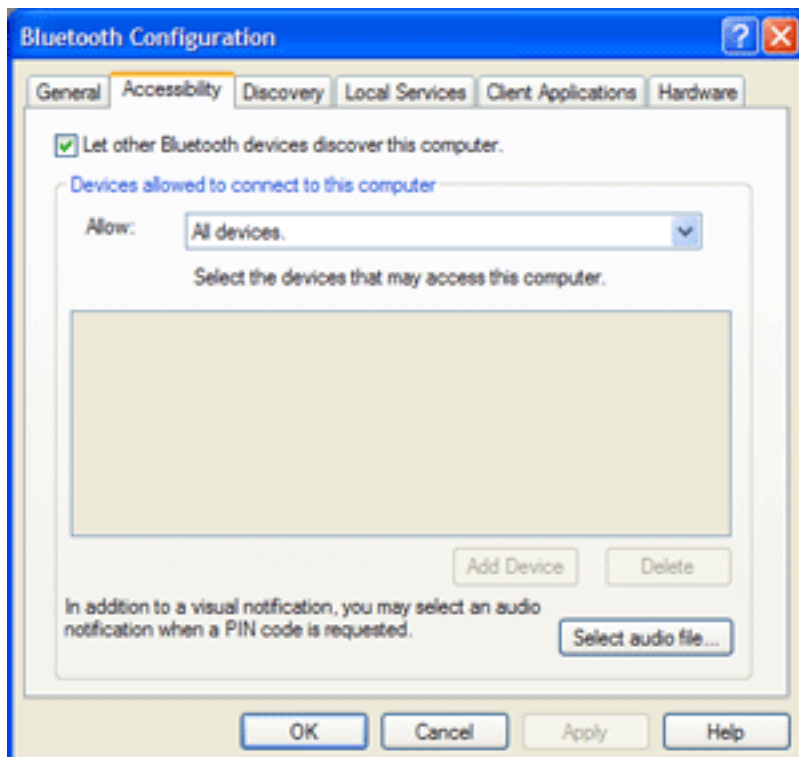 Bluetooth Configuration
General Accessibility Discovery Local Services Client Applications Hardware
Let other Bluetooth devices discover this computer.
Devices allowed to connect to this computer
Allow: All devices.
Select the devices that may access this computer.
Add Device Delete
In addition to a visual notification, you may select an audio
notification when a PIN code is requested.
Select audio file...
OK Cancel Apply Help